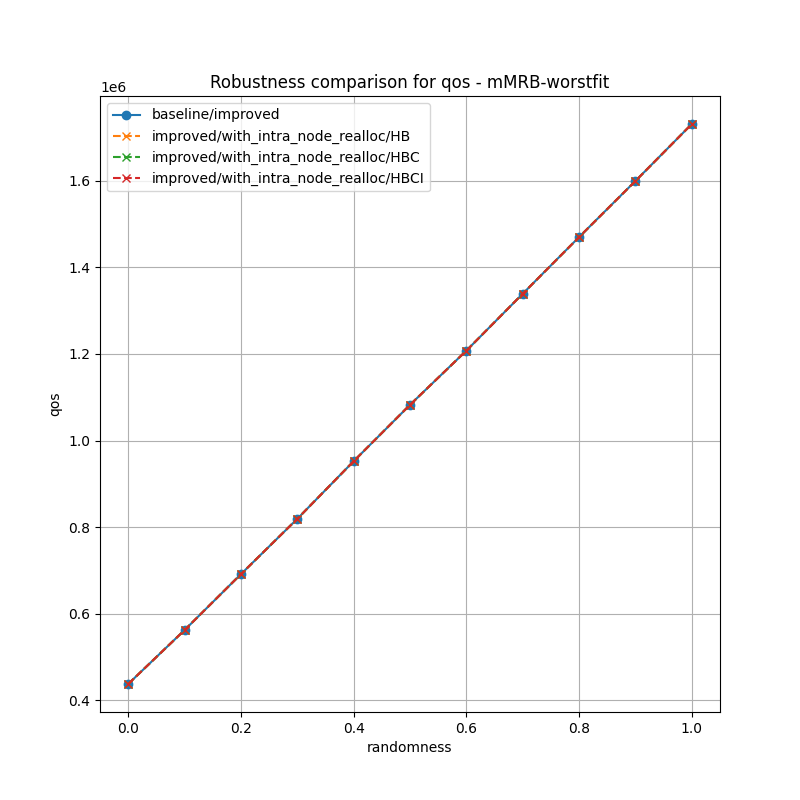 Robustness comparison for qos - mMRB-worstfit
1e6
baseline/improved
improved/with_intra_node_realloc/HB
improved/with_intra_node_realloc/HBC
improved/with_intra_node_realloc/HBCI
1.6
1.4
1.2
1.0
0.8
0.6
0.4
qos
0.0 0.2 0.4 0.6 0.8 1.0
randomness